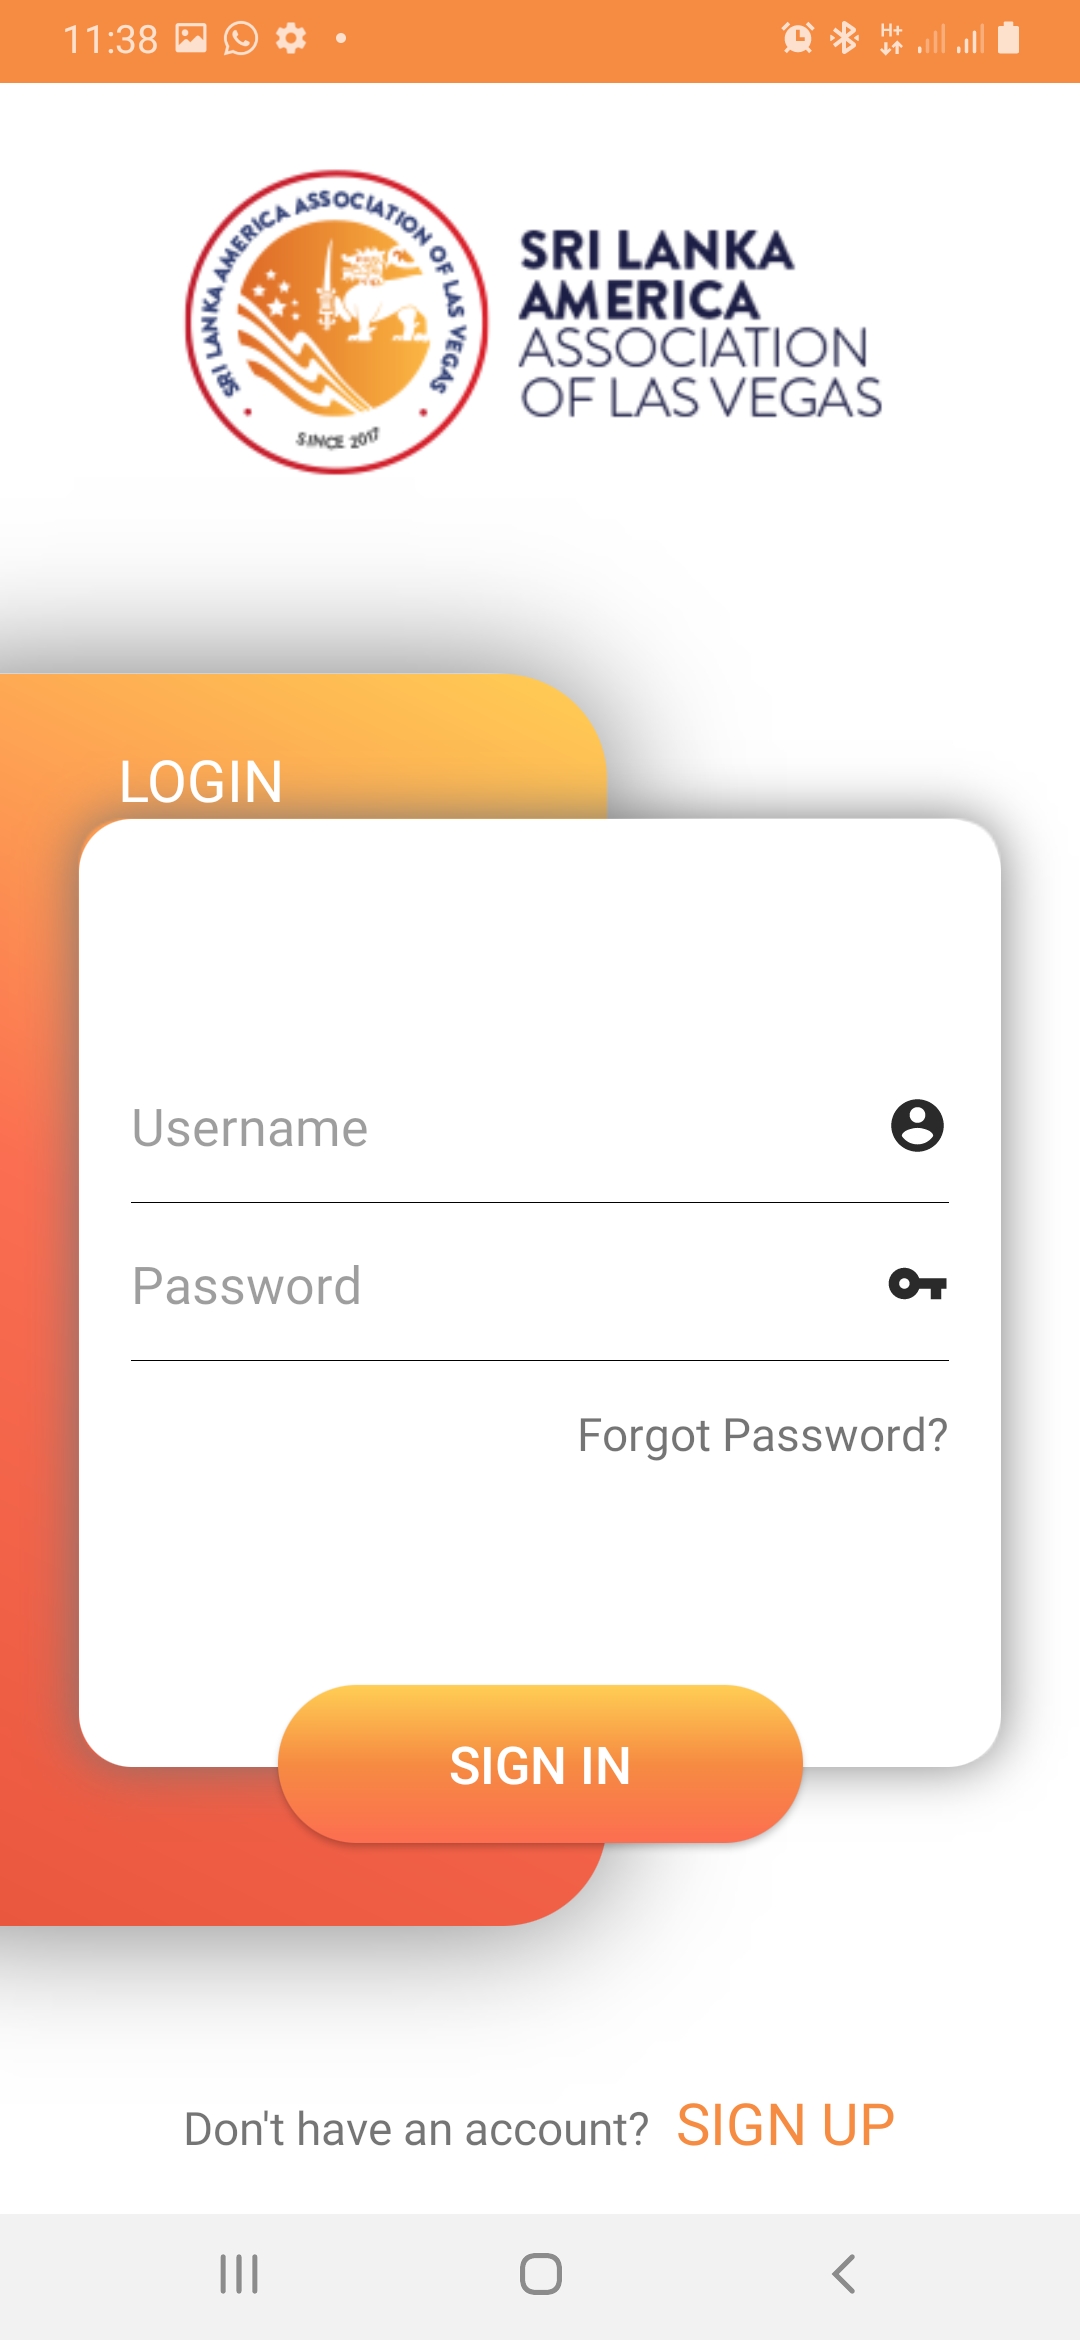 11:38
H+
SRI LANKA AMERICA ASSOCIATION OF LAS VEGAS
SINCE 2017
SRI LANKA
AMERICA
ASSOCIATION
OF LAS VEGAS
LOGIN
Username
Password
Forgot Password?
SIGN IN
Don't have an account? SIGN UP